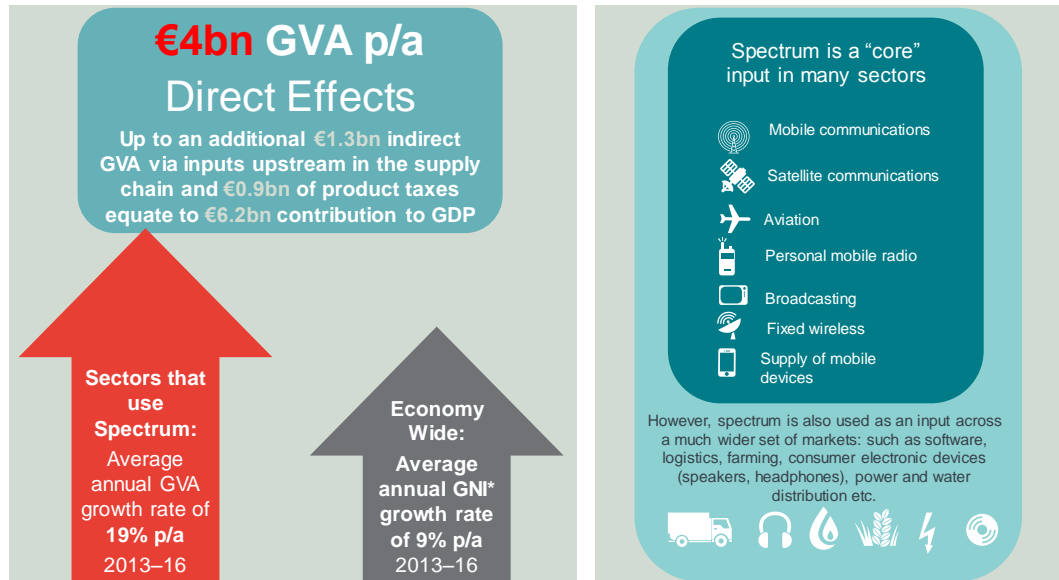 €4bn GVA p/a
Direct Effects
Up to an additional €1.3bn indirect
GVA via inputs upstream in the supply
chain and €0.9bn of product taxes
equate to €6.2bn contribution to GDP
Sectors that
use
Spectrum:
Average
annual GVA
growth rate of
19% p/a
2013–16
Economy
Wide:
Average
annual GNI*
growth rate
of 9% p/a
2013–16
Spectrum is a “core”
input in many sectors
Mobile communications
Satellite communications
Aviation
Personal mobile radio
Broadcasting
Fixed wireless
Supply of mobile
devices
However, spectrum is also used as an input across
a much wider set of markets: such as software,
logistics, farming, consumer electronic devices
(speakers, headphones), power and water
distribution etc.